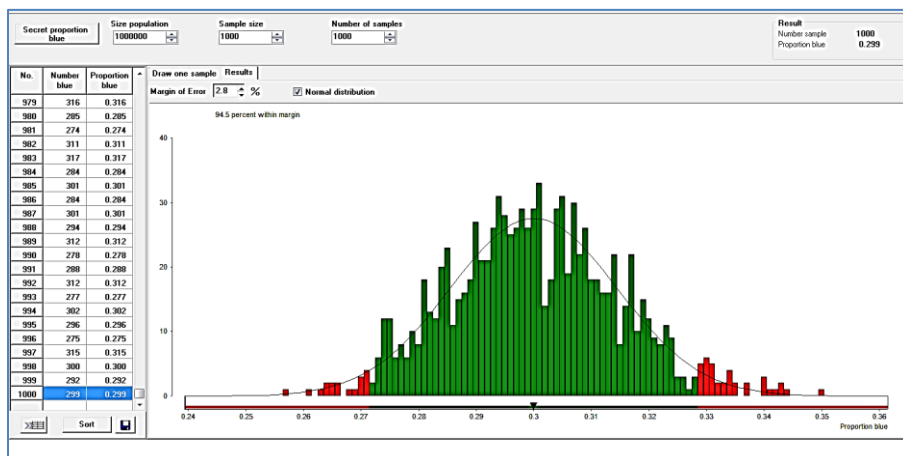 Secret proportion blue
Size population
1000000
Sample size
1000
Number of samples
1000
Result
Number sample 1000
Proportion blue 0.299
No. Number blue Proportion blue
979 316 0.316
980 285 0.285
981 274 0.274
982 311 0.311
983 317 0.317
984 284 0.284
985 301 0.301
986 284 0.284
987 301 0.301
988 294 0.294
989 312 0.312
990 278 0.278
991 288 0.288
992 312 0.312
993 277 0.277
994 302 0.302
995 296 0.296
996 275 0.275
997 315 0.315
998 300 0.300
999 292 0.292
1000 299 0.299
Sort
Draw one sample Results
Margin of Error 2.8 % Normal distribution
94.5 percent within margin
40
30
20
10
0
0.24 0.25 0.26 0.27 0.28 0.29 0.3 0.31 0.32 0.33 0.34 0.35 0.36
Proportion blue